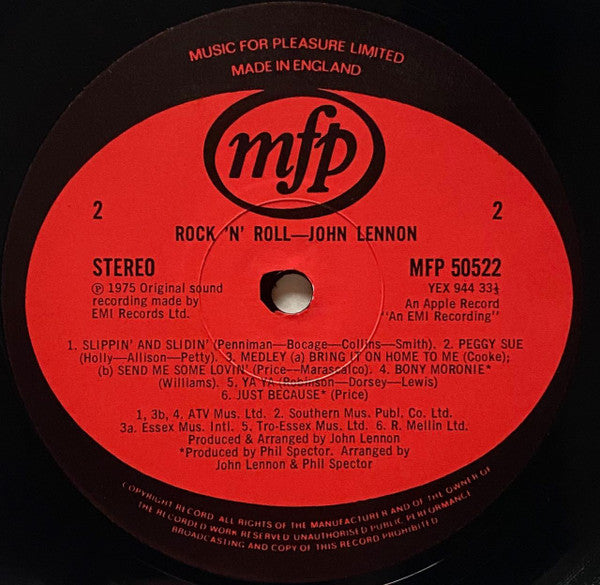 MUSIC FOR PLEASURE LIMITED
MADE IN ENGLAND
mfp
2 2
ROCK 'N' ROLL—JOHN LENNON
STEREO MFP 50522
℗ 1975 Original sound YEX 944 33⅓
recording made by An Apple Record
EMI Records Ltd. "An EMI Recording"
1. SLIPPIN' AND SLIDIN' (Penniman—Bocage—Collins—Smith). 2. PEGGY SUE
(Holly—Allison—Petty). 3. MEDLEY (a) BRING IT ON HOME TO ME (Cooke);
(b) SEND ME SOME LOVIN' (Price—Marascalco). 4. BONY MORONIE*
(Williams). 5. YA YA (Robinson—Dorsey—Lewis)
6. JUST BECAUSE* (Price)
1, 3b, 4. ATV Mus. Ltd. 2. Southern Mus. Publ. Co. Ltd.
3a. Essex Mus. Intl. 5. Tro-Essex Mus. Ltd. 6. R. Mellin Ltd.
Produced & Arranged by John Lennon
*Produced by Phil Spector. Arranged by
John Lennon & Phil Spector
COPYRIGHT RECORD ALL RIGHTS OF THE MANUFACTURER AND OF THE OWNER OF
THE RECORDED WORK RESERVED UNAUTHORISED PUBLIC PERFORMANCE
BROADCASTING AND COPY OF THIS RECORD PROHIBITED